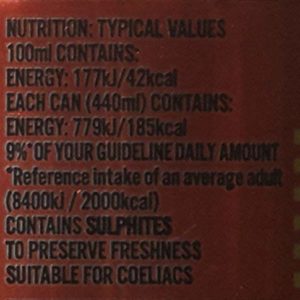 NUTRITION: TYPICAL VALUES
100ml CONTAINS:
ENERGY: 177kJ/42kcal
EACH CAN (440ml) CONTAINS:
ENERGY: 779kJ/185kcal
9%* OF YOUR GUIDELINE DAILY AMOUNT
*Reference intake of an average adult
(8400kJ / 2000kcal)
CONTAINS SULPHITES
TO PRESERVE FRESHNESS
SUITABLE FOR COELIACS